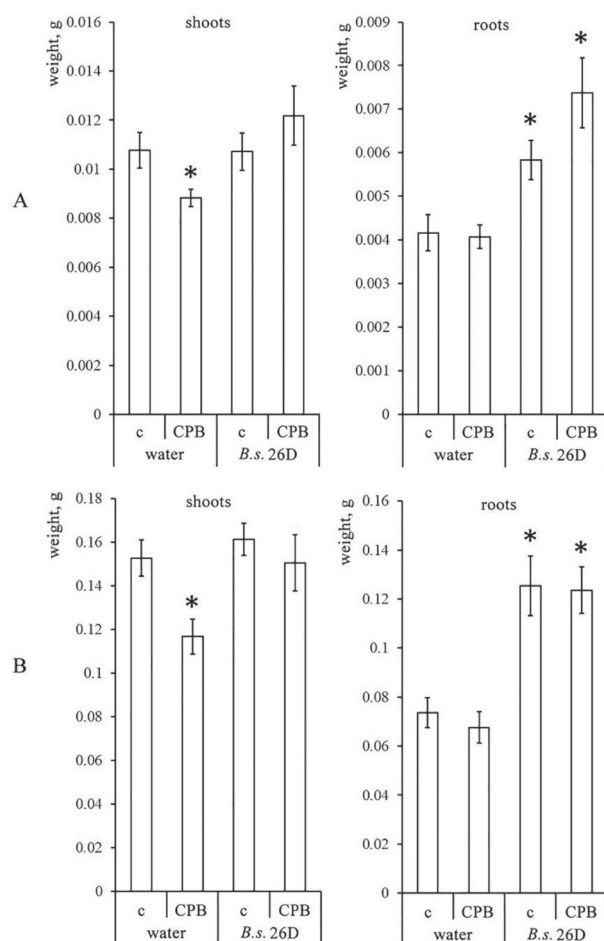 A
shoots
weight, g
0.016
0.014
0.012
0.01
0.008
0.006
0.004
0.002
0
*
c CPB c CPB
water B.s. 26D
roots
weight, g
0.009
0.008
0.007
0.006
0.005
0.004
0.003
0.002
0.001
0
* *
c CPB c CPB
water B.s. 26D
B
shoots
weight, g
0.18
0.16
0.14
0.12
0.1
0.08
0.06
0.04
0.02
0
*
c CPB c CPB
water B.s. 26D
roots
weight, g
0.16
0.14
0.12
0.1
0.08
0.06
0.04
0.02
0
* *
c CPB c CPB
water B.s. 26D